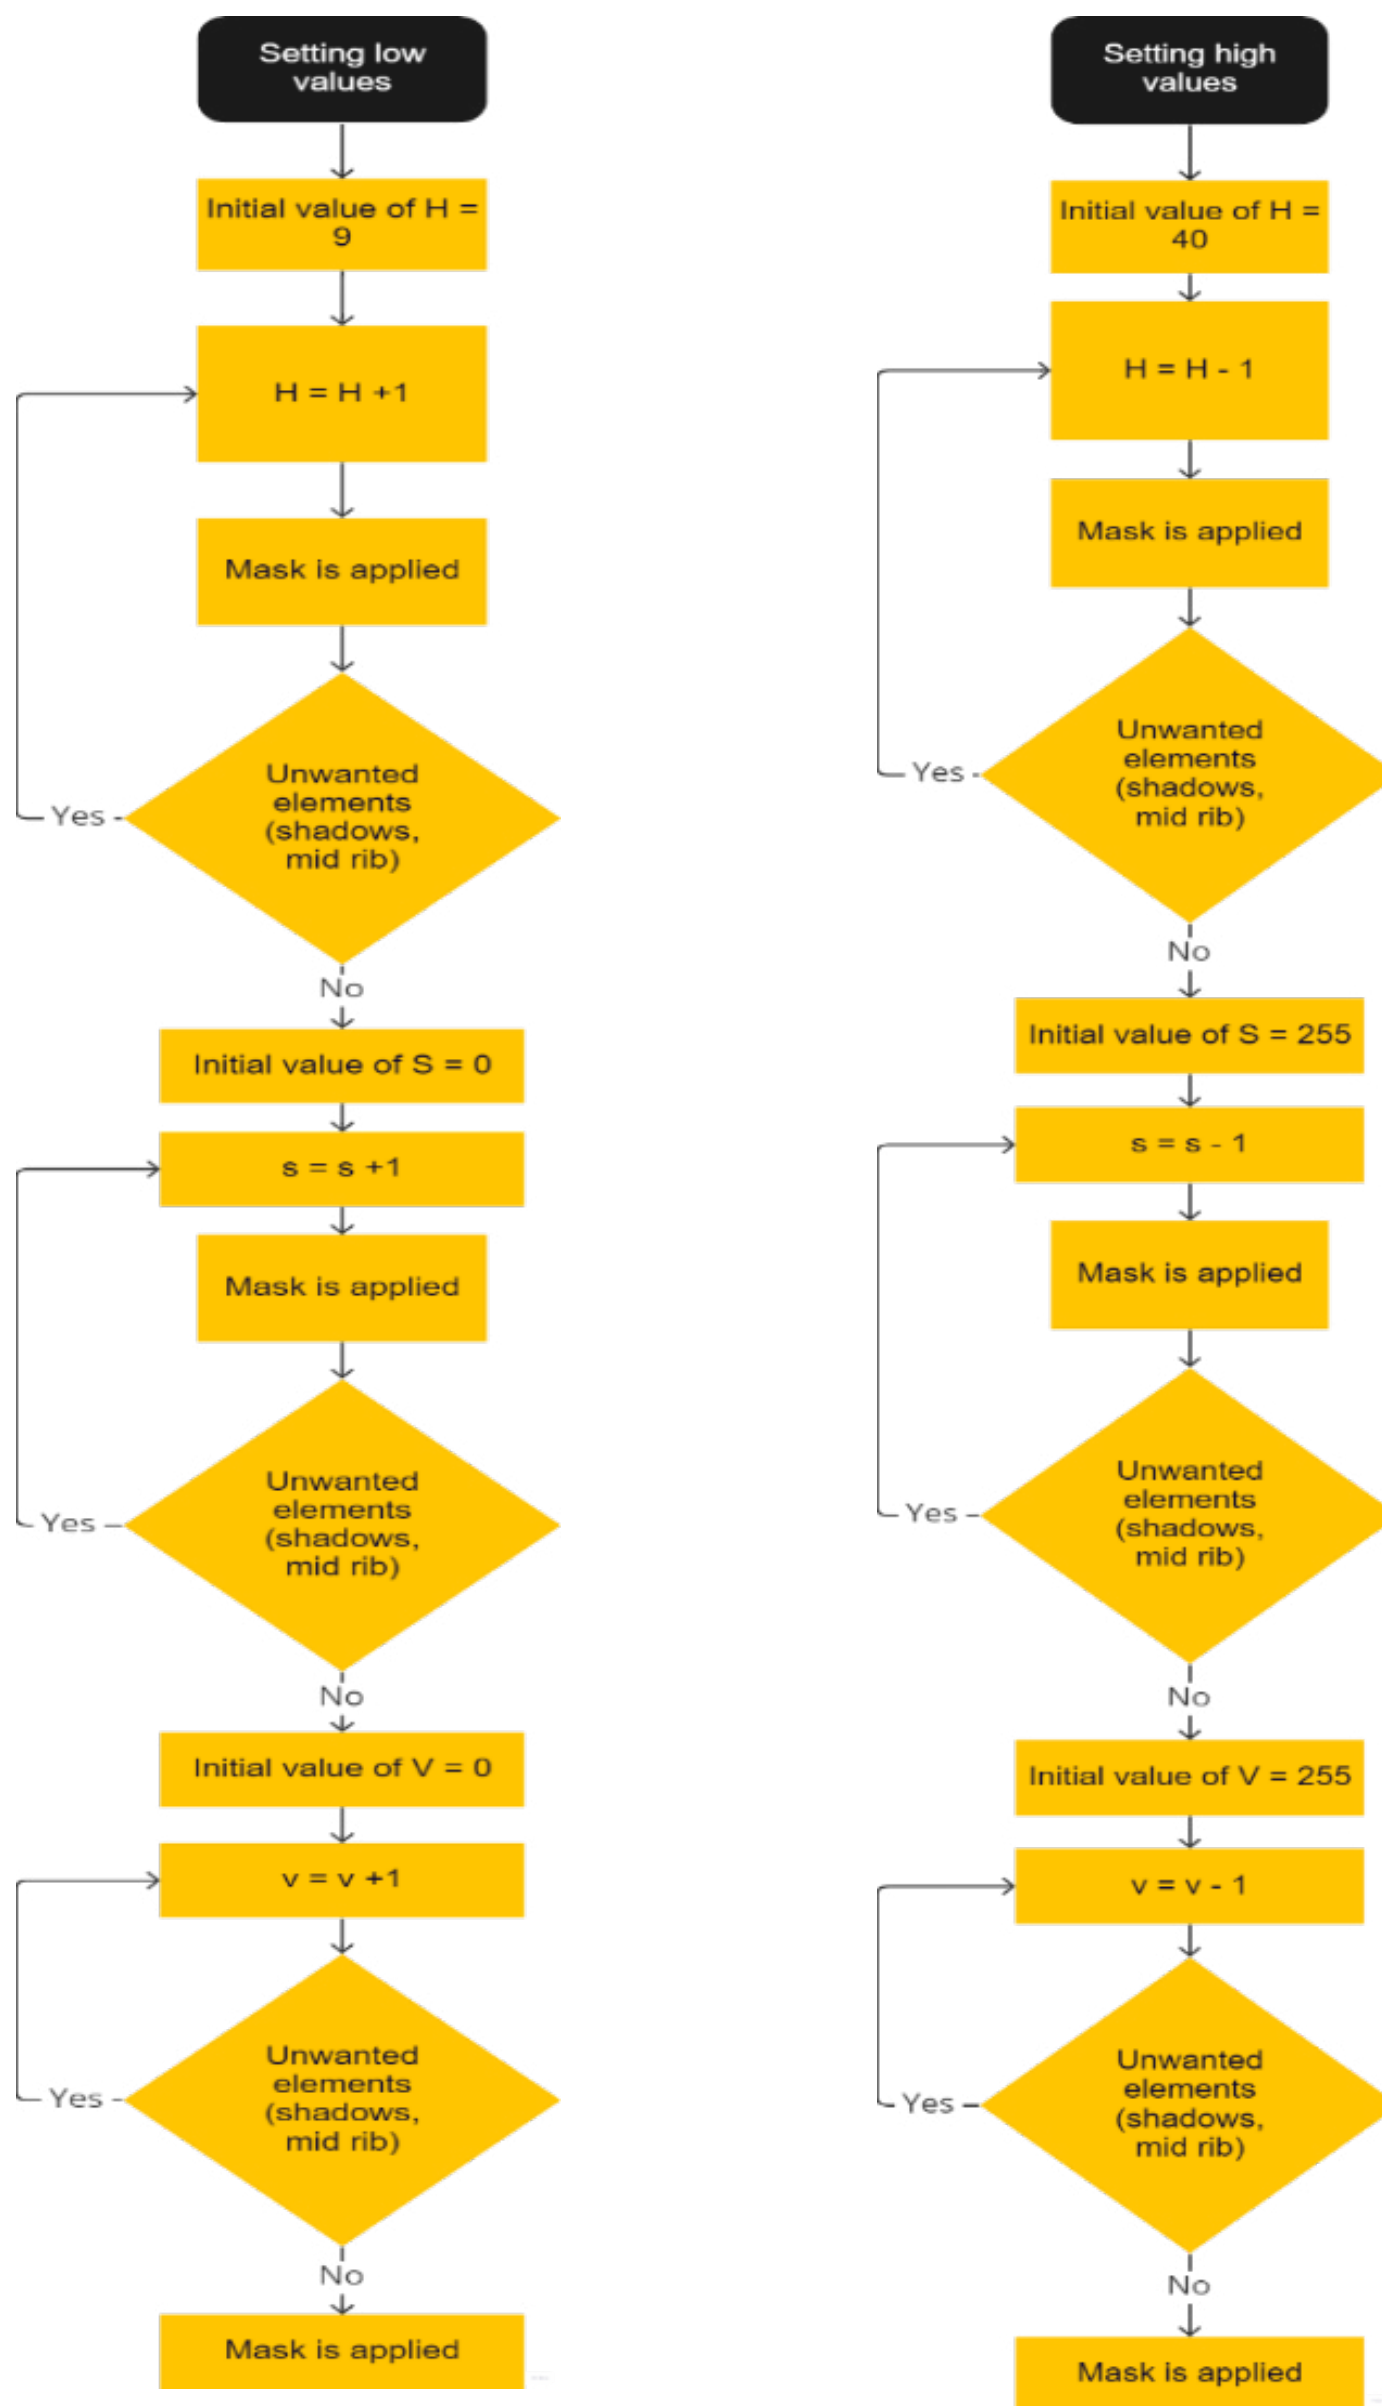 Setting low
values
Initial value of H =
9
H = H +1
Mask is applied
Unwanted
elements
(shadows,
mid rib)
Yes
No
Initial value of S = 0
s = s +1
Mask is applied
Unwanted
elements
(shadows,
mid rib)
Yes
No
Initial value of V = 0
v = v +1
Unwanted
elements
(shadows,
mid rib)
Yes
No
Mask is applied
Setting high
values
Initial value of H =
40
H = H - 1
Mask is applied
Unwanted
elements
(shadows,
mid rib)
Yes
No
Initial value of S = 255
s = s - 1
Mask is applied
Unwanted
elements
(shadows,
mid rib)
Yes
No
Initial value of V = 255
v = v - 1
Unwanted
elements
(shadows,
mid rib)
Yes
No
Mask is applied